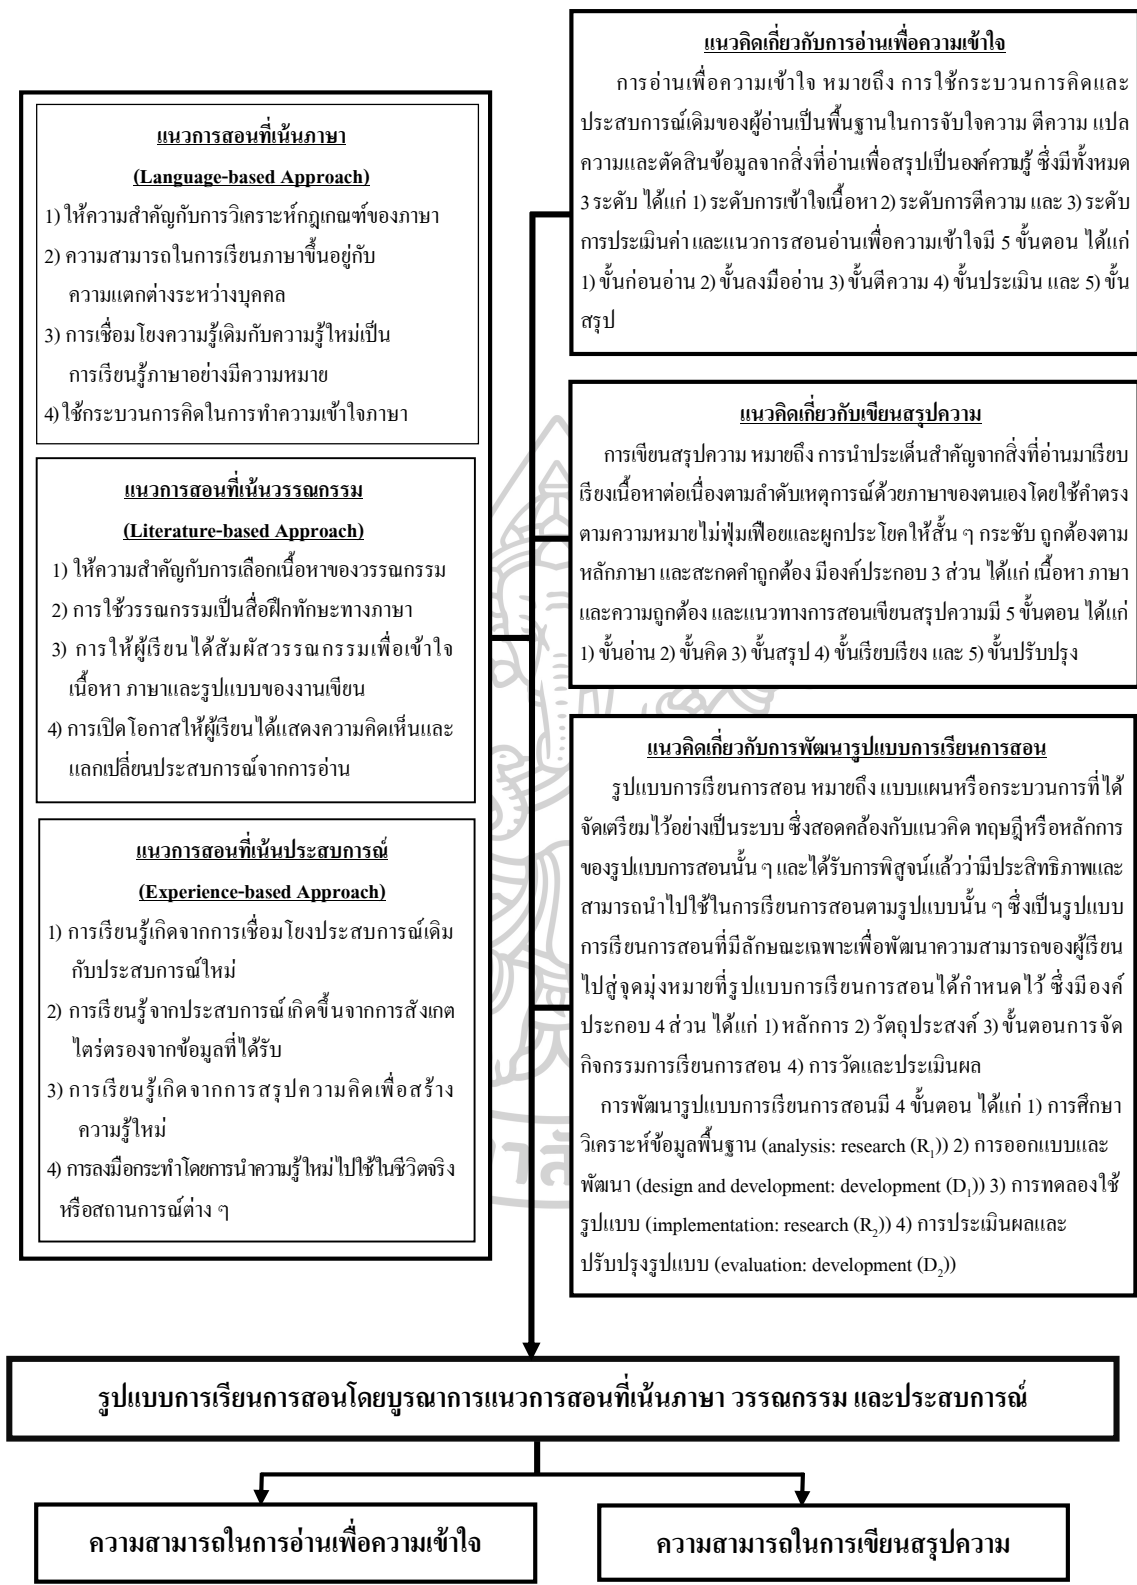 แนวการสอนที่เน้นภาษา
(Language-based Approach)
1) ให้ความสำคัญกับการวิเคราะห์กฎเกณฑ์ของภาษา
2) ความสามารถในการเรียนภาษาขึ้นอยู่กับ
ความแตกต่างระหว่างบุคคล
3) การเชื่อมโยงความรู้เดิมกับความรู้ใหม่เป็น
การเรียนรู้ภาษาอย่างมีความหมาย
4) ใช้กระบวนการคิดในการทำความเข้าใจภาษา
แนวการสอนที่เน้นวรรณกรรม
(Literature-based Approach)
1) ให้ความสำคัญกับการเลือกเนื้อหาของวรรณกรรม
2) การใช้วรรณกรรมเป็นสื่อฝึกทักษะทางภาษา
3) การให้ผู้เรียนได้สัมผัสวรรณกรรมเพื่อเข้าใจ
เนื้อหา ภาษาและรูปแบบของงานเขียน
4) การเปิดโอกาสให้ผู้เรียนได้แสดงความคิดเห็นและ
แลกเปลี่ยนประสบการณ์จากการอ่าน
แนวการสอนที่เน้นประสบการณ์
(Experience-based Approach)
1) การเรียนรู้เกิดจากการเชื่อมโยงประสบการณ์เดิม
กับประสบการณ์ใหม่
2) การเรียนรู้จากประสบการณ์เกิดขึ้นจากการสังเกต
ไตร่ตรองจากข้อมูลที่ได้รับ
3) การเรียนรู้เกิดจากการสรุปความคิดเพื่อสร้าง
ความรู้ใหม่
4) การลงมือกระทำโดยการนำความรู้ใหม่ไปใช้ในชีวิตจริง
หรือสถานการณ์ต่าง ๆ
แนวคิดเกี่ยวกับการอ่านเพื่อความเข้าใจ
การอ่านเพื่อความเข้าใจ หมายถึง การใช้กระบวนการคิดและ
ประสบการณ์เดิมของผู้อ่านเป็นพื้นฐานในการจับใจความ ตีความ แปล
ความและตัดสินข้อมูลจากสิ่งที่อ่านเพื่อสรุปเป็นองค์ความรู้ ซึ่งมีทั้งหมด
3 ระดับ ได้แก่ 1) ระดับการเข้าใจเนื้อหา 2) ระดับการตีความ และ 3) ระดับ
การประเมินค่า และแนวการสอนอ่านเพื่อความเข้าใจมี 5 ขั้นตอน ได้แก่
1) ขั้นก่อนอ่าน 2) ขั้นลงมืออ่าน 3) ขั้นตีความ 4) ขั้นประเมิน และ 5) ขั้น
สรุป
แนวคิดเกี่ยวกับเขียนสรุปความ
การเขียนสรุปความ หมายถึง การนำประเด็นสำคัญจากสิ่งที่อ่านมาเรียบ
เรียงเนื้อหาต่อเนื่องตามลำดับเหตุการณ์ด้วยภาษาของตนเองโดยใช้คำตรง
ตามความหมายไม่ฟุ่มเฟือยและผูกประโยคให้สั้น ๆ กระชับ ถูกต้องตาม
หลักภาษา และสะกดคำถูกต้อง มีองค์ประกอบ 3 ส่วน ได้แก่ เนื้อหา ภาษา
และความถูกต้อง และแนวทางการสอนเขียนสรุปความมี 5 ขั้นตอน ได้แก่
1) ขั้นอ่าน 2) ขั้นคิด 3) ขั้นสรุป 4) ขั้นเรียบเรียง และ 5) ขั้นปรับปรุง
แนวคิดเกี่ยวกับการพัฒนารูปแบบการเรียนการสอน
รูปแบบการเรียนการสอน หมายถึง แบบแผนหรือกระบวนการที่ได้
จัดเตรียมไว้อย่างเป็นระบบ ซึ่งสอดคล้องกับแนวคิด ทฤษฎีหรือหลักการ
ของรูปแบบการสอนนั้น ๆ และได้รับการพิสูจน์แล้วว่ามีประสิทธิภาพและ
สามารถนำไปใช้ในการเรียนการสอนตามรูปแบบนั้น ๆ ซึ่งเป็นรูปแบบ
การเรียนการสอนที่มีลักษณะเฉพาะเพื่อพัฒนาความสามารถของผู้เรียน
ไปสู่จุดมุ่งหมายที่รูปแบบการเรียนการสอนได้กำหนดไว้ ซึ่งมีองค์
ประกอบ 4 ส่วน ได้แก่ 1) หลักการ 2) วัตถุประสงค์ 3) ขั้นตอนการจัด
กิจกรรมการเรียนการสอน 4) การวัดและประเมินผล
การพัฒนารูปแบบการเรียนการสอนมี 4 ขั้นตอน ได้แก่ 1) การศึกษา
วิเคราะห์ข้อมูลพื้นฐาน (analysis: research (R₁)) 2) การออกแบบและ
พัฒนา (design and development: development (D₁)) 3) การทดลองใช้
รูปแบบ (implementation: research (R₂)) 4) การประเมินผลและ
ปรับปรุงรูปแบบ (evaluation: development (D₂))
รูปแบบการเรียนการสอนโดยบูรณาการแนวการสอนที่เน้นภาษา วรรณกรรม และประสบการณ์
ความสามารถในการอ่านเพื่อความเข้าใจ
ความสามารถในการเขียนสรุปความ